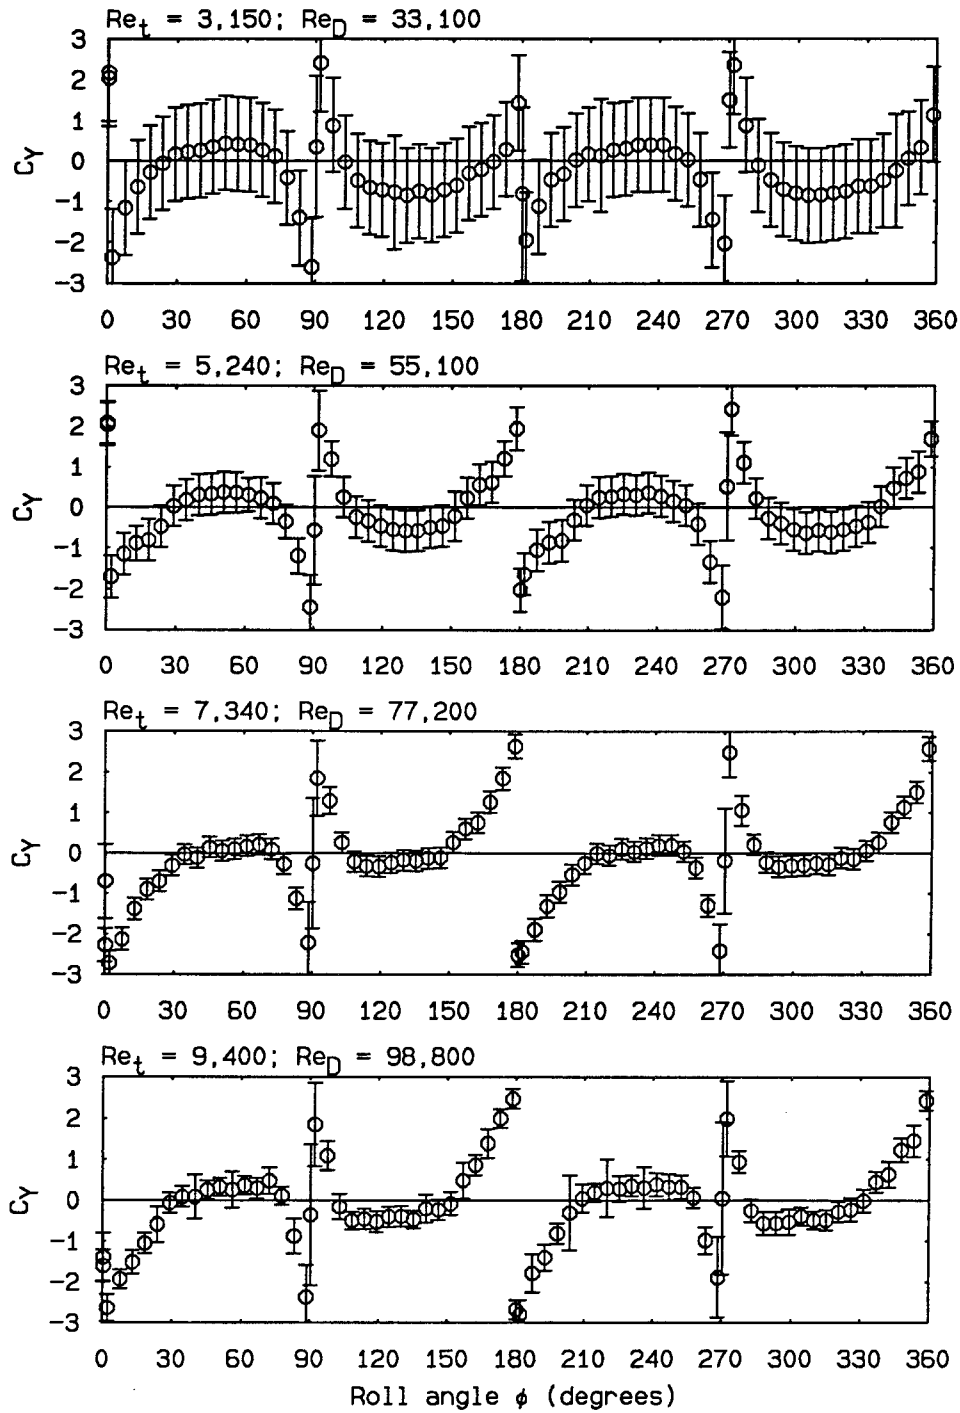 Re_t = 3,150; Re_D = 33,100
3
2
1
0
-1
-2
-3
C_Y
0 30 60 90 120 150 180 210 240 270 300 330 360
Re_t = 5,240; Re_D = 55,100
3
2
1
0
-1
-2
-3
C_Y
0 30 60 90 120 150 180 210 240 270 300 330 360
Re_t = 7,340; Re_D = 77,200
3
2
1
0
-1
-2
-3
C_Y
0 30 60 90 120 150 180 210 240 270 300 330 360
Re_t = 9,400; Re_D = 98,800
3
2
1
0
-1
-2
-3
C_Y
0 30 60 90 120 150 180 210 240 270 300 330 360
Roll angle ϕ (degrees)